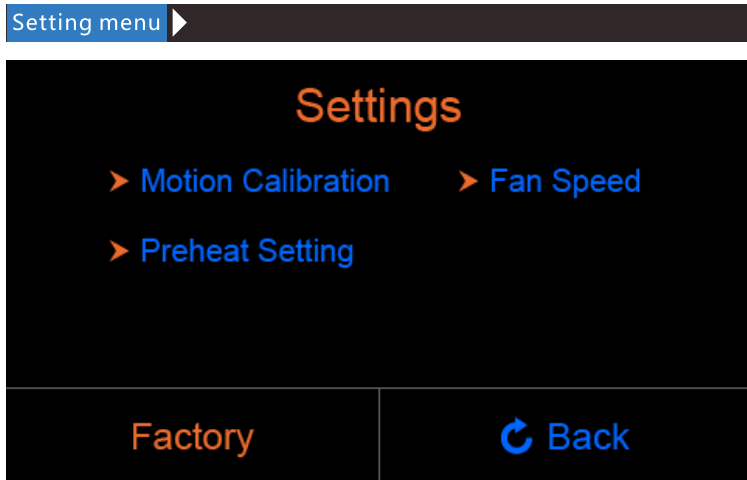 Setting menu
Settings
Motion Calibration
Fan Speed
Preheat Setting
Factory
Back